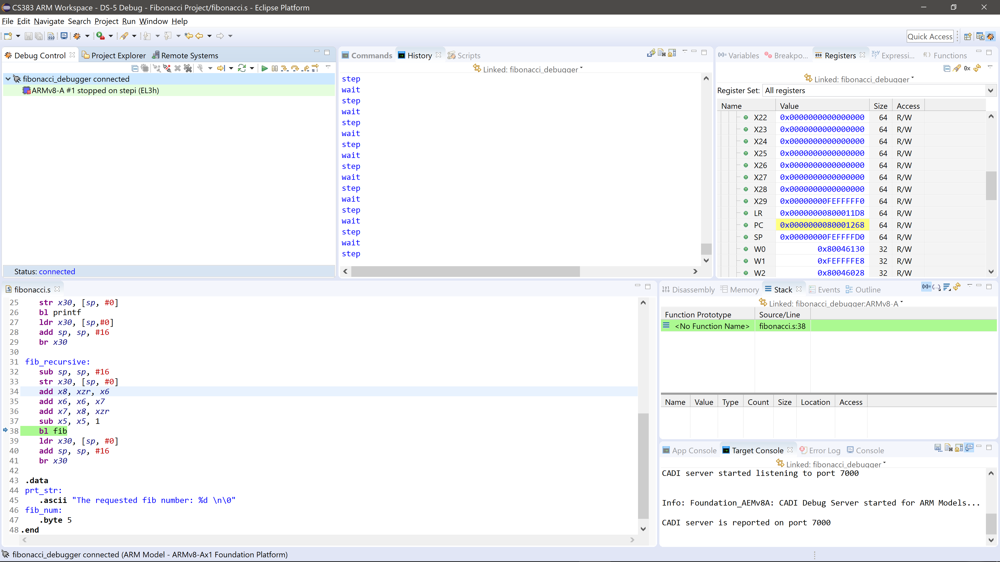 CS383 ARM Workspace - DS-5 Debug - Fibonacci Project/fibonacci.s - Eclipse Platform
File Edit Navigate Search Project Run Window Help
Quick Access
Debug Control Project Explorer Remote Systems
fibonacci_debugger connected
ARMv8-A #1 stopped on stepi (EL3h)
Status: connected
Commands History Scripts
Linked: fibonacci_debugger
step
wait
step
wait
step
wait
step
wait
step
wait
step
wait
step
wait
step
wait
step
Variables Breakpo... Registers Expressi... Functions
Linked: fibonacci_debugger
Register Set: All registers
Name Value Size Access
X22 0x0000000000000000 64 R/W
X23 0x0000000000000000 64 R/W
X24 0x0000000000000000 64 R/W
X25 0x0000000000000000 64 R/W
X26 0x0000000000000000 64 R/W
X27 0x0000000000000000 64 R/W
X28 0x0000000000000000 64 R/W
X29 0x00000000FEFFFFF0 64 R/W
LR 0x00000000800011D8 64 R/W
PC 0x0000000080001268 64 R/W
SP 0x00000000FEFFFFD0 64 R/W
W0 0x80046130 32 R/W
W1 0xFEFFFFE8 32 R/W
W2 0x80046028 32 R/W
fibonacci.s
25 str x30, [sp, #0]
26 bl printf
27 ldr x30, [sp,#0]
28 add sp, sp, #16
29 br x30
30
31 fib_recursive:
32 sub sp, sp, #16
33 str x30, [sp, #0]
34 add x8, xzr, x6
35 add x6, x6, x7
36 add x7, x8, xzr
37 sub x5, x5, 1
38 bl fib
39 ldr x30, [sp, #0]
40 add sp, sp, #16
41 br x30
42
43 .data
44 prt_str:
45 .ascii "The requested fib number: %d \n\0"
46 fib_num:
47 .byte 5
48 .end
Disassembly Memory Stack Events Outline
Linked: fibonacci_debugger:ARMv8-A
Function Prototype Source/Line
<No Function Name> fibonacci.s:38
Name Value Type Count Size Location Access
App Console Target Console Error Log Console
Linked: fibonacci_debugger
CADI server started listening to port 7000
Info: Foundation_AEMv8A: CADI Debug Server started for ARM Models...
CADI server is reported on port 7000
fibonacci_debugger connected (ARM Model - ARMv8-Ax1 Foundation Platform)